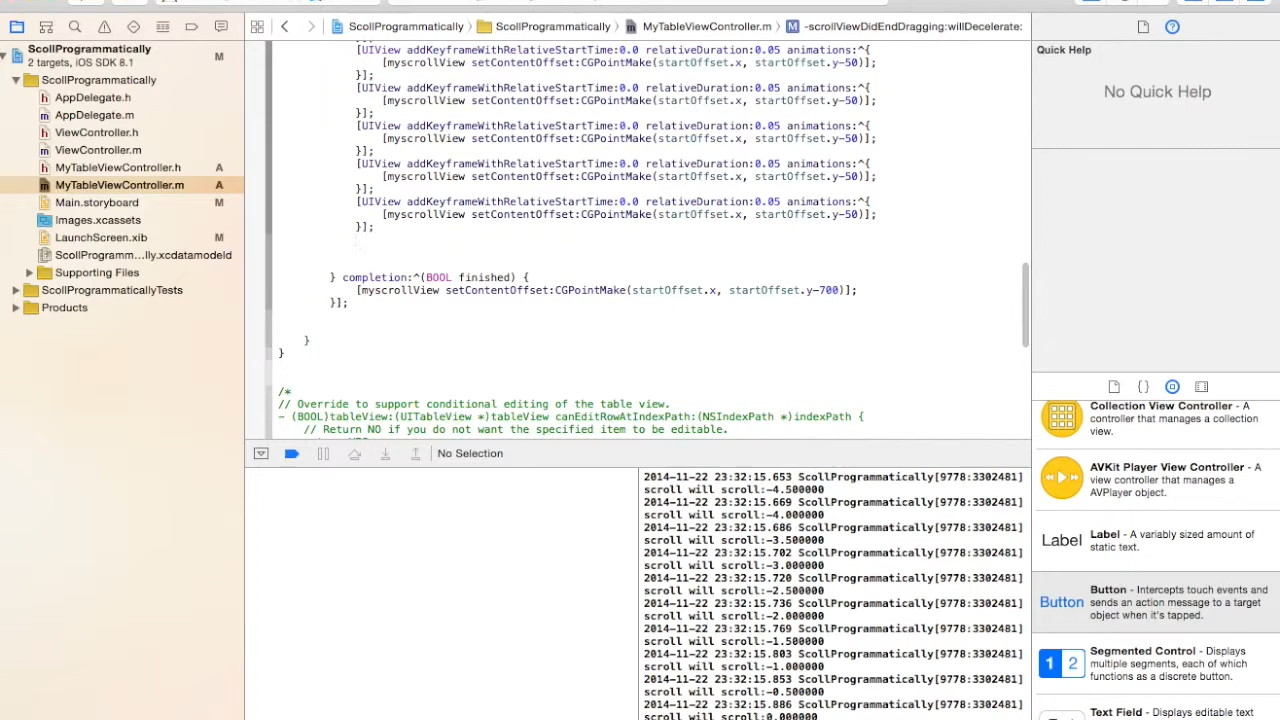 ScollProgrammatically
ScollProgrammatically
MyTableViewController.m
M
-scrollViewDidEndDragging:willDecelerate:
ScollProgrammatically
M
2 targets, iOS SDK 8.1
ScollProgrammatically
h
AppDelegate.h
m
AppDelegate.m
h
ViewController.h
m
ViewController.m
h
MyTableViewController.h
A
m
MyTableViewController.m
A
Main.storyboard
M
Images.xcassets
LaunchScreen.xib
M
ScollProgramm...lly.xcdatamodeld
Supporting Files
ScollProgrammaticallyTests
Products
[UIView addKeyframeWithRelativeStartTime:0.0 relativeDuration:0.05 animations:^{
[myscrollView setContentOffset:CGPointMake(startOffset.x, startOffset.y-50)];
}];
[UIView addKeyframeWithRelativeStartTime:0.0 relativeDuration:0.05 animations:^{
[myscrollView setContentOffset:CGPointMake(startOffset.x, startOffset.y-50)];
}];
[UIView addKeyframeWithRelativeStartTime:0.0 relativeDuration:0.05 animations:^{
[myscrollView setContentOffset:CGPointMake(startOffset.x, startOffset.y-50)];
}];
[UIView addKeyframeWithRelativeStartTime:0.0 relativeDuration:0.05 animations:^{
[myscrollView setContentOffset:CGPointMake(startOffset.x, startOffset.y-50)];
}];
[UIView addKeyframeWithRelativeStartTime:0.0 relativeDuration:0.05 animations:^{
[myscrollView setContentOffset:CGPointMake(startOffset.x, startOffset.y-50)];
}];
} completion:^(BOOL finished) {
[myscrollView setContentOffset:CGPointMake(startOffset.x, startOffset.y-700)];
}];
}
}
/*
// Override to support conditional editing of the table view.
- (BOOL)tableView:(UITableView *)tableView canEditRowAtIndexPath:(NSIndexPath *)indexPath {
// Return NO if you do not want the specified item to be editable.
No Selection
2014-11-22 23:32:15.653 ScollProgrammatically[9778:3302481]
scroll will scroll:-4.500000
2014-11-22 23:32:15.669 ScollProgrammatically[9778:3302481]
scroll will scroll:-4.000000
2014-11-22 23:32:15.686 ScollProgrammatically[9778:3302481]
scroll will scroll:-3.500000
2014-11-22 23:32:15.702 ScollProgrammatically[9778:3302481]
scroll will scroll:-3.000000
2014-11-22 23:32:15.720 ScollProgrammatically[9778:3302481]
scroll will scroll:-2.500000
2014-11-22 23:32:15.736 ScollProgrammatically[9778:3302481]
scroll will scroll:-2.000000
2014-11-22 23:32:15.769 ScollProgrammatically[9778:3302481]
scroll will scroll:-1.500000
2014-11-22 23:32:15.803 ScollProgrammatically[9778:3302481]
scroll will scroll:-1.000000
2014-11-22 23:32:15.853 ScollProgrammatically[9778:3302481]
scroll will scroll:-0.500000
2014-11-22 23:32:15.886 ScollProgrammatically[9778:3302481]
scroll will scroll:0.000000
Quick Help
No Quick Help
Collection View Controller - A
controller that manages a collection
view.
AVKit Player View Controller - A
view controller that manages a
AVPlayer object.
Label
Label - A variably sized amount of
static text.
Button
Button - Intercepts touch events and
sends an action message to a target
object when it's tapped.
1 2
Segmented Control - Displays
multiple segments, each of which
functions as a discrete button.
Text Field - Displays editable text